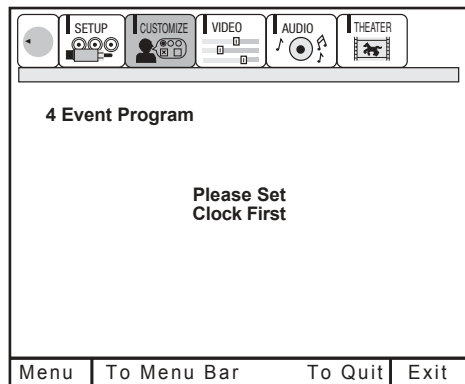 SETUP CUSTOMIZE VIDEO AUDIO THEATER
4 Event Program
Please Set
Clock First
Menu To Menu Bar To Quit Exit